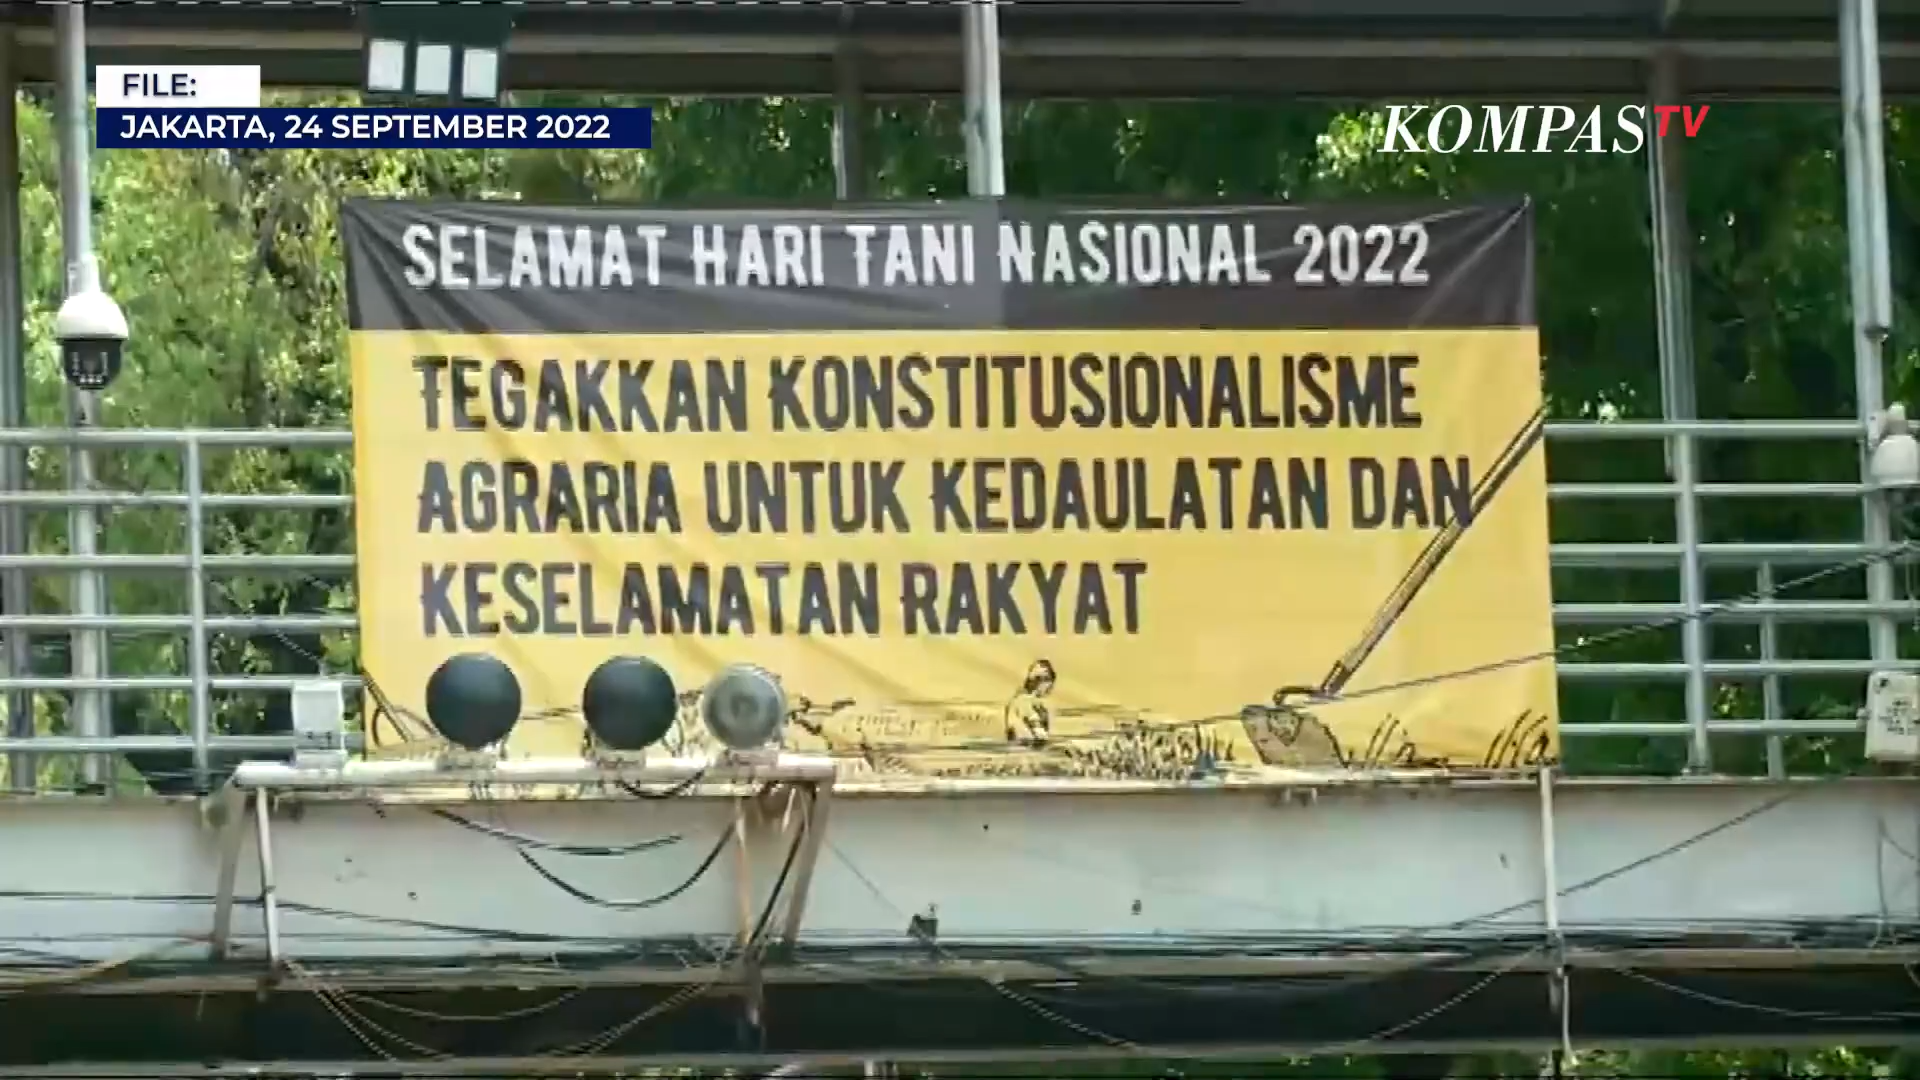 FILE:
JAKARTA, 24 SEPTEMBER 2022
KOMPASTV
SELAMAT HARI TANI NASIONAL 2022
TEGAKKAN KONSTITUSIONALISME
AGRARIA UNTUK KEDAULATAN DAN
KESELAMATAN RAKYAT